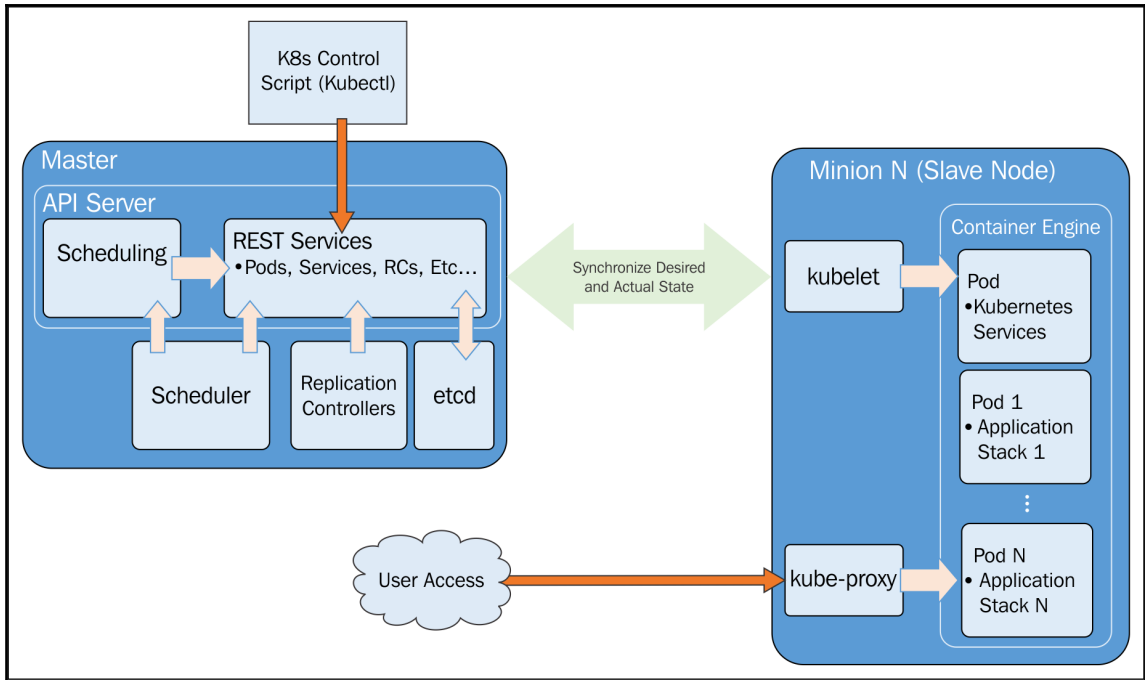 K8s Control
Script (Kubectl)
Master
API Server
Scheduling
REST Services
•Pods, Services, RCs, Etc...
Scheduler
Replication
Controllers
etcd
Synchronize Desired
and Actual State
Minion N (Slave Node)
Container Engine
kubelet
Pod
•Kubernetes
Services
Pod 1
• Application
Stack 1
⋮
User Access
kube-proxy
Pod N
• Application
Stack N